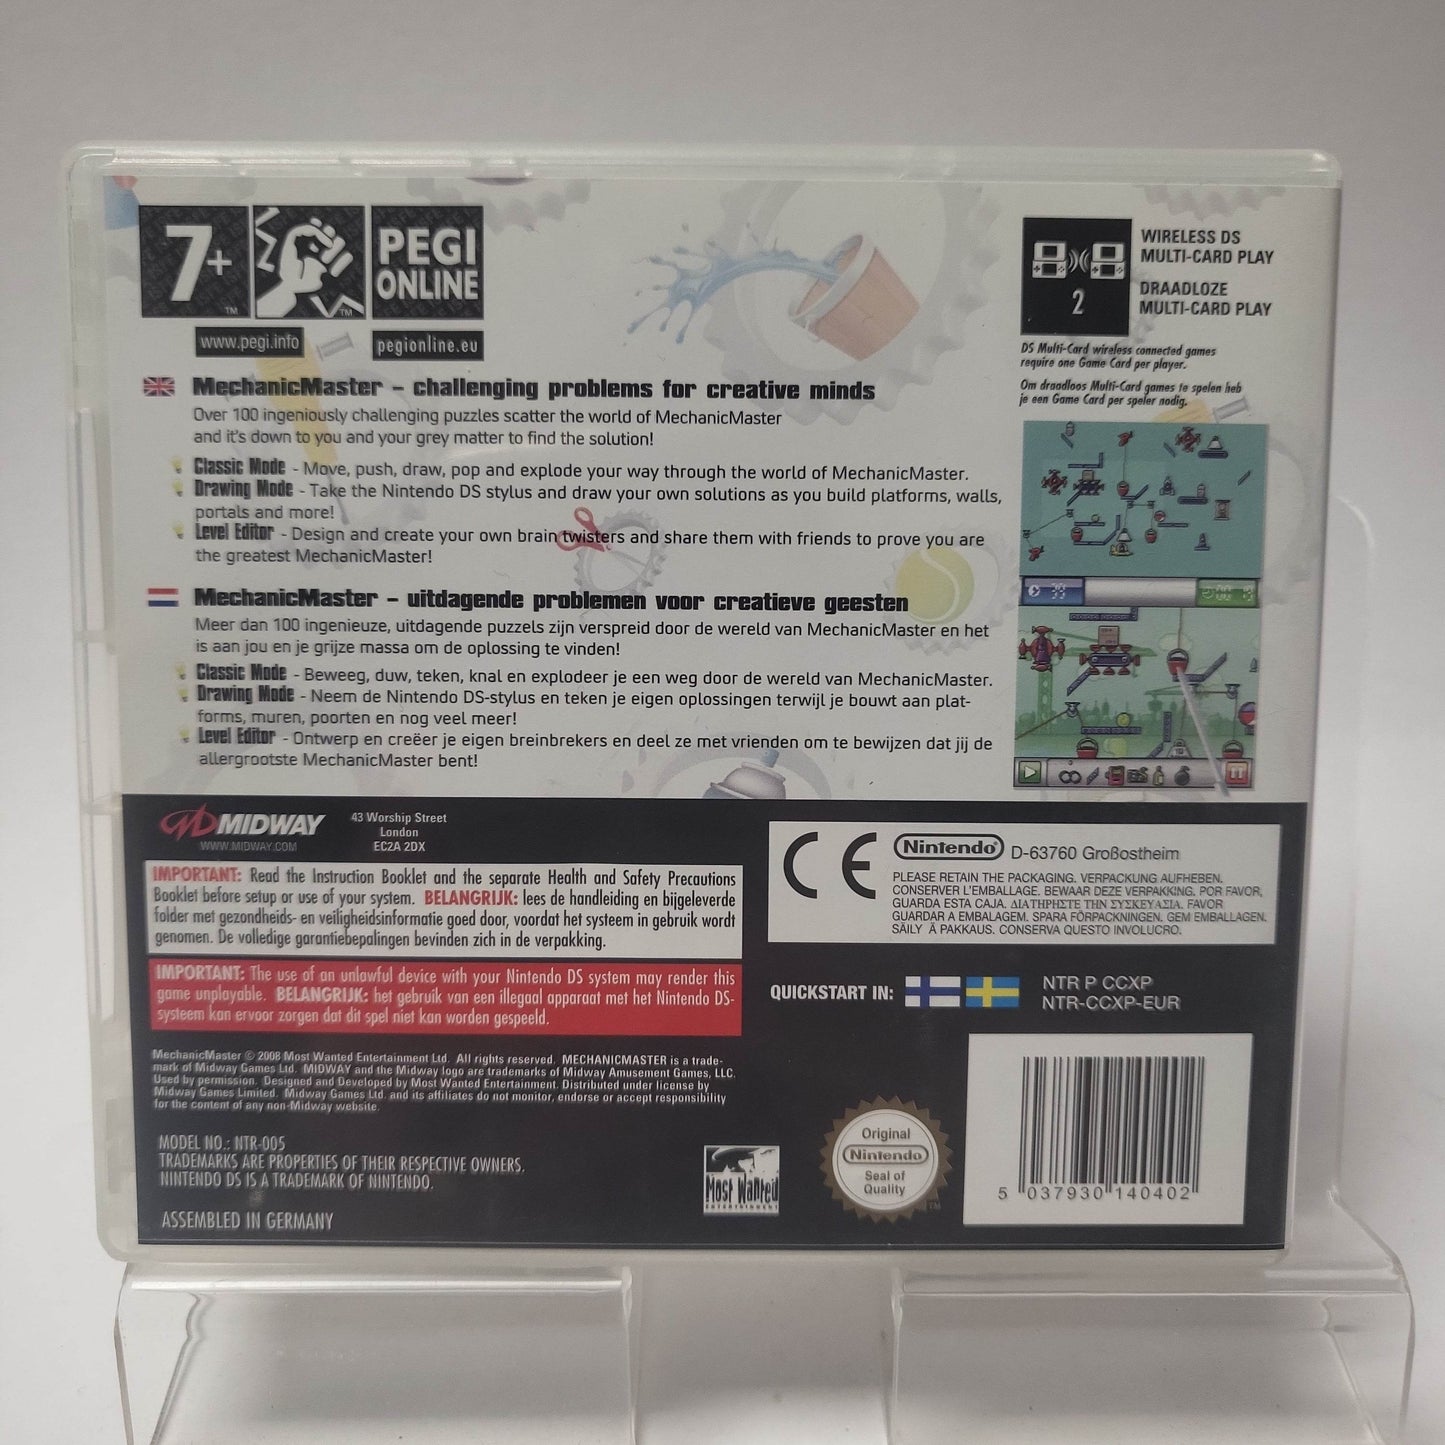 7+
TM
TM
PEGI
ONLINE
www.pegi.info
pegionline.eu
2
WIRELESS DS
MULTI-CARD PLAY
DRAADLOZE
MULTI-CARD PLAY
DS Multi-Card wireless connected games
require one Game Card per player.
Om draadloos Multi-Card games te spelen heb
je een Game Card per speler nodig.
MechanicMaster – challenging problems for creative minds
Over 100 ingeniously challenging puzzles scatter the world of MechanicMaster
and it's down to you and your grey matter to find the solution!
Classic Mode - Move, push, draw, pop and explode your way through the world of MechanicMaster.
Drawing Mode - Take the Nintendo DS stylus and draw your own solutions as you build platforms, walls,
portals and more!
Level Editor - Design and create your own brain twisters and share them with friends to prove you are
the greatest MechanicMaster!
MechanicMaster – uitdagende problemen voor creatieve geesten
Meer dan 100 ingenieuze, uitdagende puzzels zijn verspreid door de wereld van MechanicMaster en het
is aan jou en je grijze massa om de oplossing te vinden!
Classic Mode - Beweeg, duw, teken, knal en explodeer je een weg door de wereld van MechanicMaster.
Drawing Mode - Neem de Nintendo DS-stylus en teken je eigen oplossingen terwijl je bouwt aan plat-
forms, muren, poorten en nog veel meer!
Level Editor - Ontwerp en creëer je eigen breinbrekers en deel ze met vrienden om te bewijzen dat jij de
allergrootste MechanicMaster bent!
MIDWAY
WWW.MIDWAY.COM
43 Worship Street
London
EC2A 2DX
IMPORTANT: Read the Instruction Booklet and the separate Health and Safety Precautions
Booklet before setup or use of your system. BELANGRIJK: lees de handleiding en bijgeleverde
folder met gezondheids- en veiligheidsinformatie goed door, voordat het systeem in gebruik wordt
genomen. De volledige garantiebepalingen bevinden zich in de verpakking.
IMPORTANT: The use of an unlawful device with your Nintendo DS system may render this
game unplayable. BELANGRIJK: het gebruik van een illegaal apparaat met het Nintendo DS-
systeem kan ervoor zorgen dat dit spel niet kan worden gespeeld.
MechanicMaster © 2008 Most Wanted Entertainment Ltd. All rights reserved. MECHANICMASTER is a trade-
mark of Midway Games Ltd. MIDWAY and the Midway logo are trademarks of Midway Amusement Games, LLC.
Used by permission. Designed and Developed by Most Wanted Entertainment. Distributed under license by
Midway Games Limited. Midway Games Ltd. and its affiliates do not monitor, endorse or accept responsibility
for the content of any non-Midway website.
MODEL NO.: NTR-005
TRADEMARKS ARE PROPERTIES OF THEIR RESPECTIVE OWNERS.
NINTENDO DS IS A TRADEMARK OF NINTENDO.
ASSEMBLED IN GERMANY
CE
Nintendo® D-63760 Großostheim
PLEASE RETAIN THE PACKAGING. VERPACKUNG AUFHEBEN.
CONSERVER L'EMBALLAGE. BEWAAR DEZE VERPAKKING. POR FAVOR,
GUARDA ESTA CAJA. ΔΙΑΤΗΡΗΣΤΕ ΤΗΝ ΣΥΣΚΕΥΑΣΙΑ. FAVOR
GUARDAR A EMBALAGEM. SPARA FÖRPACKNINGEN. GEM EMBALLAGEN.
SÄILYTÄ PAKKAUS. CONSERVA QUESTO INVOLUCRO.
QUICKSTART IN:
NTR P CCXP
NTR-CCXP-EUR
Most Wanted
ENTERTAINMENT
Original
Nintendo
Seal of
Quality
TM
5 037930 140402